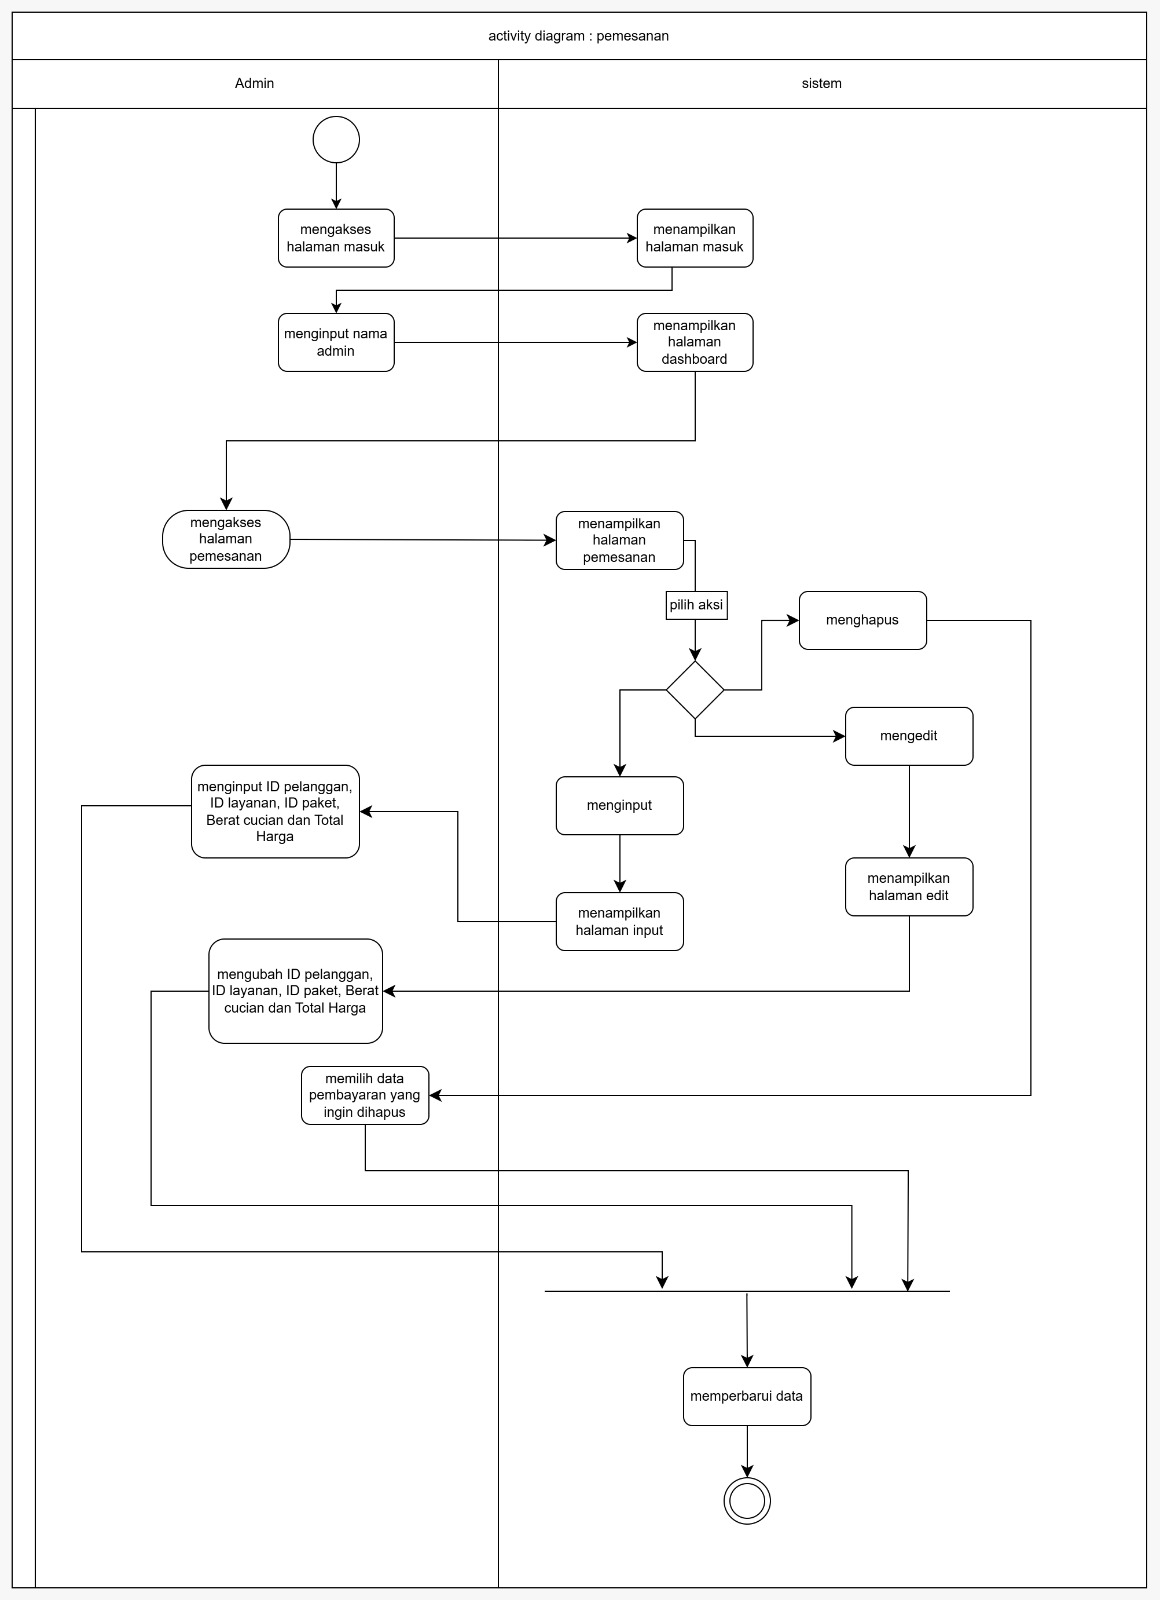 activity diagram : pemesanan
Admin
sistem
mengakses
halaman masuk
menampilkan
halaman masuk
menginput nama
admin
menampilkan
halaman
dashboard
mengakses
halaman
pemesanan
menampilkan
halaman
pemesanan
pilih aksi
menghapus
mengedit
menginput ID pelanggan,
ID layanan, ID paket,
Berat cucian dan Total
Harga
menginput
menampilkan
halaman edit
menampilkan
halaman input
mengubah ID pelanggan,
ID layanan, ID paket, Berat
cucian dan Total Harga
memilih data
pembayaran yang
ingin dihapus
memperbarui data